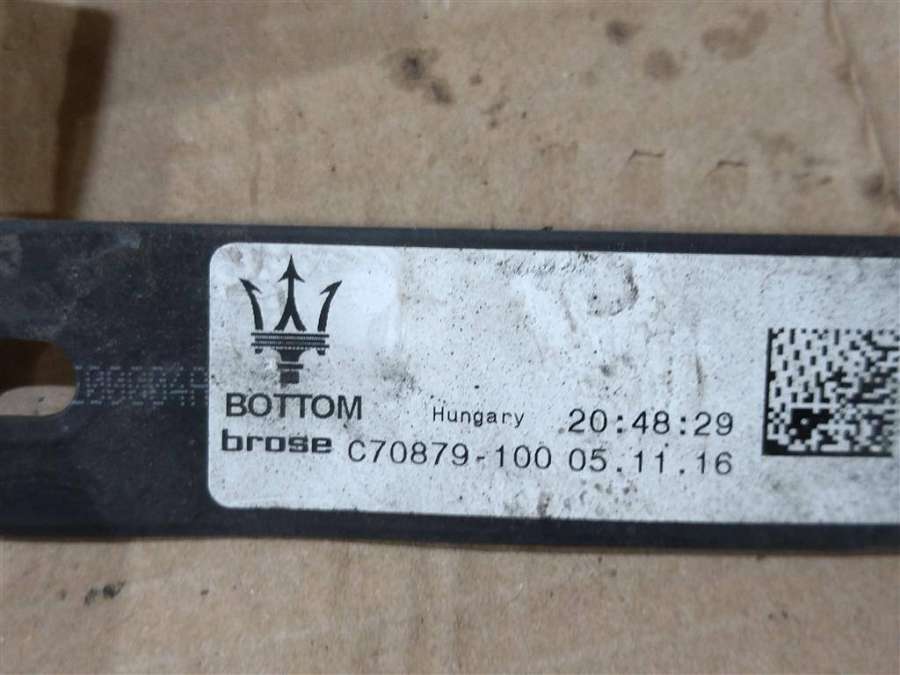 BOTTOM Hungary 20:48:29
brose C70879-100 05.11.16